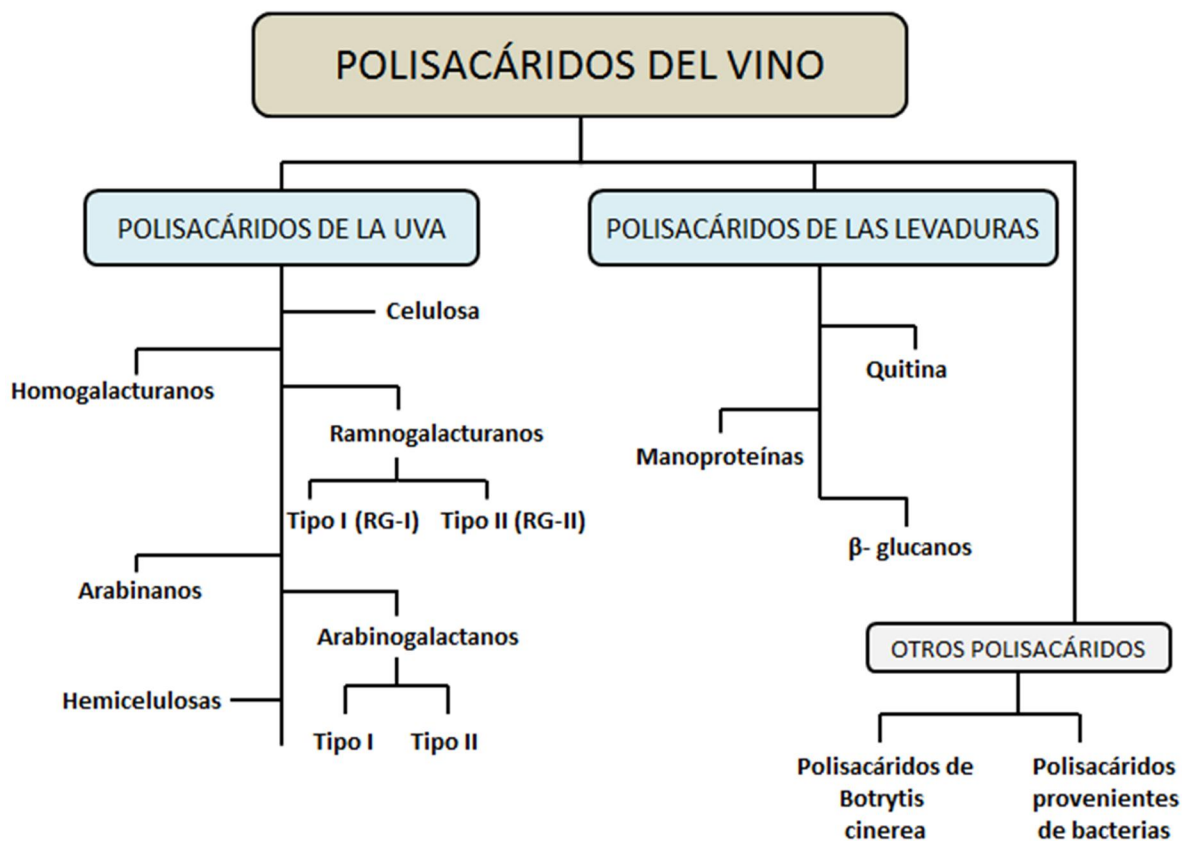 POLISACÁRIDOS DEL VINO
POLISACÁRIDOS DE LA UVA
POLISACÁRIDOS DE LAS LEVADURAS
Celulosa
Homogalacturanos
Ramnogalacturanos
Tipo I (RG-I)
Tipo II (RG-II)
Arabinanos
Arabinogalactanos
Hemicelulosas
Tipo I
Tipo II
Quitina
Manoproteínas
β- glucanos
OTROS POLISACÁRIDOS
Polisacáridos de
Botrytis
cinerea
Polisacáridos
provenientes
de bacterias